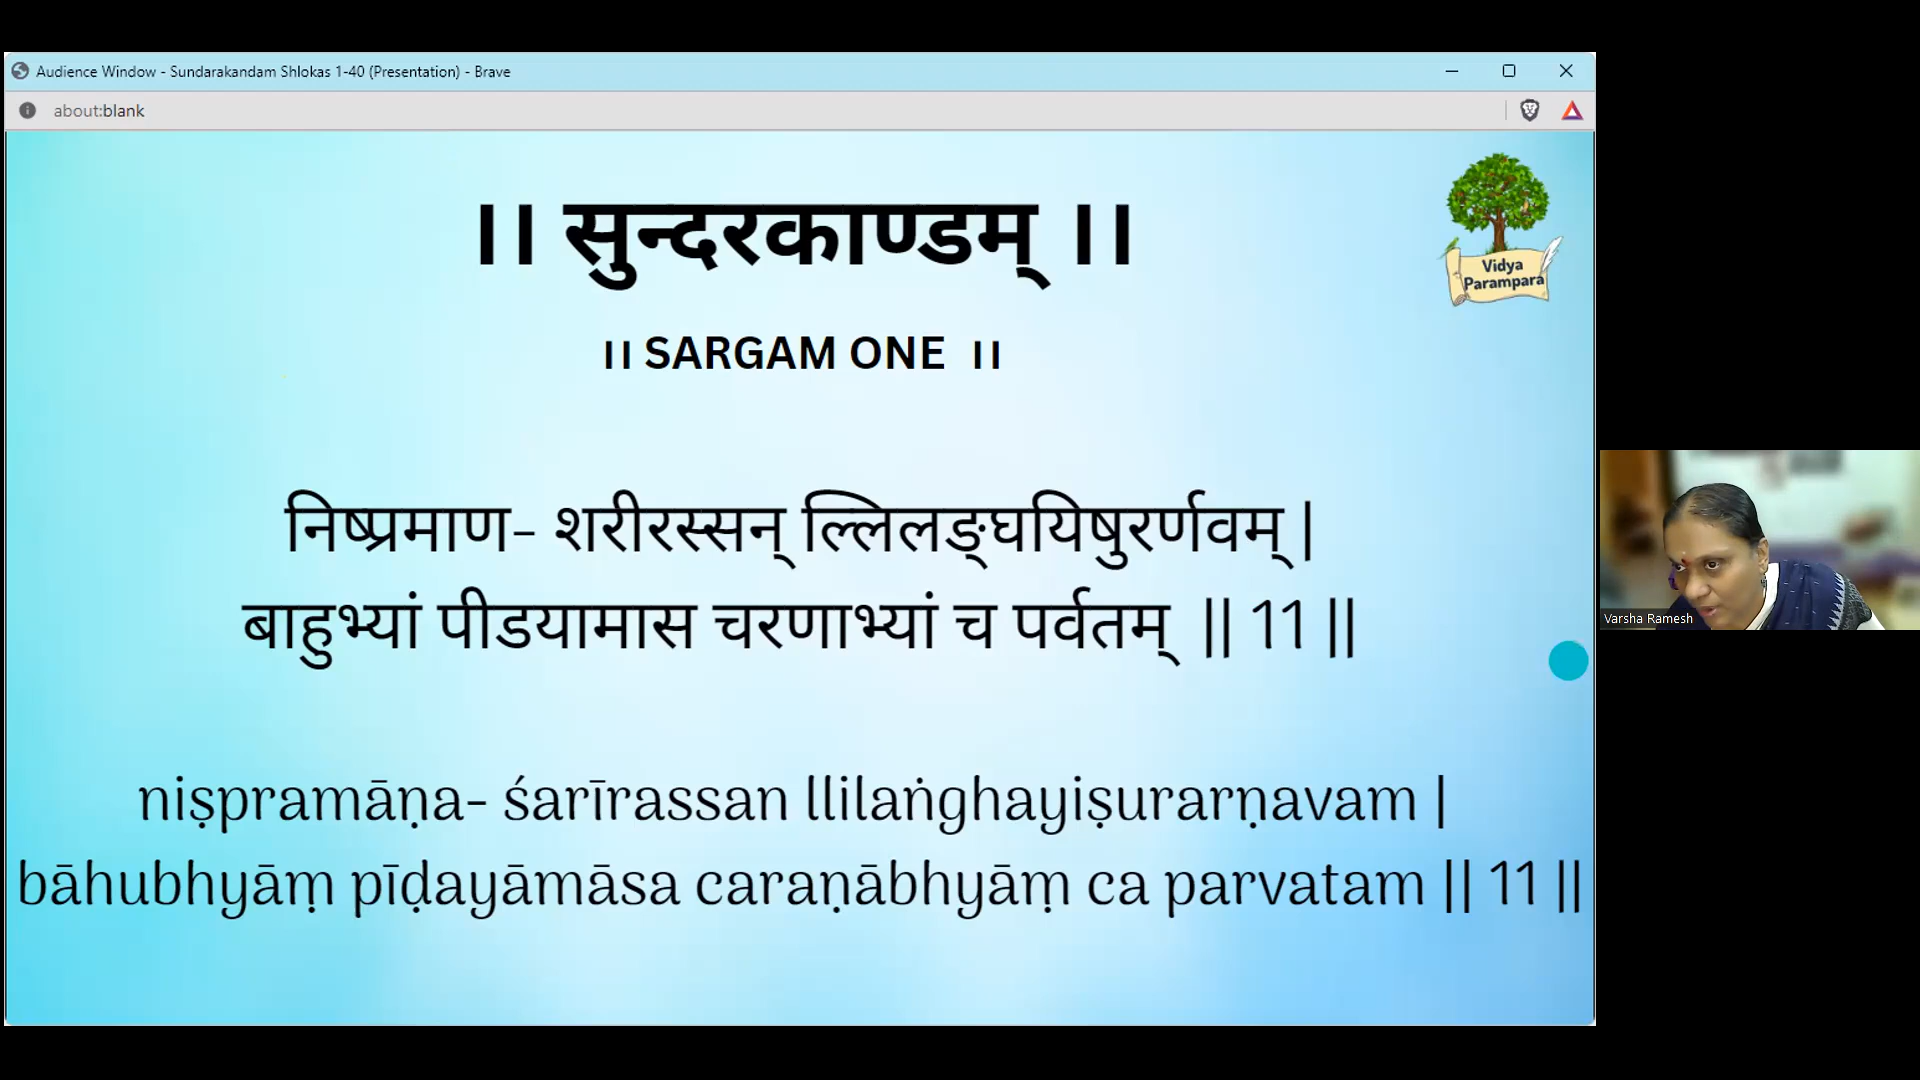 Audience Window - Sundarakandam Shlokas 1-40 (Presentation) - Brave
about:blank
।। सुन्दरकाण्डम् ।।
Vidya
Parampara
।। SARGAM ONE ।।
निष्प्रमाण- शरीरस्सन् ल्लिलङ्घयिषुरर्णवम् |
बाहुभ्यां पीडयामास चरणाभ्यां च पर्वतम् || 11 ||
Varsha Ramesh
niṣpramāṇa- śarīrassan llilaṅghayiṣurarṇavam |
bāhubhyāṃ pīḍayāmāsa caraṇābhyāṃ ca parvatam || 11 ||